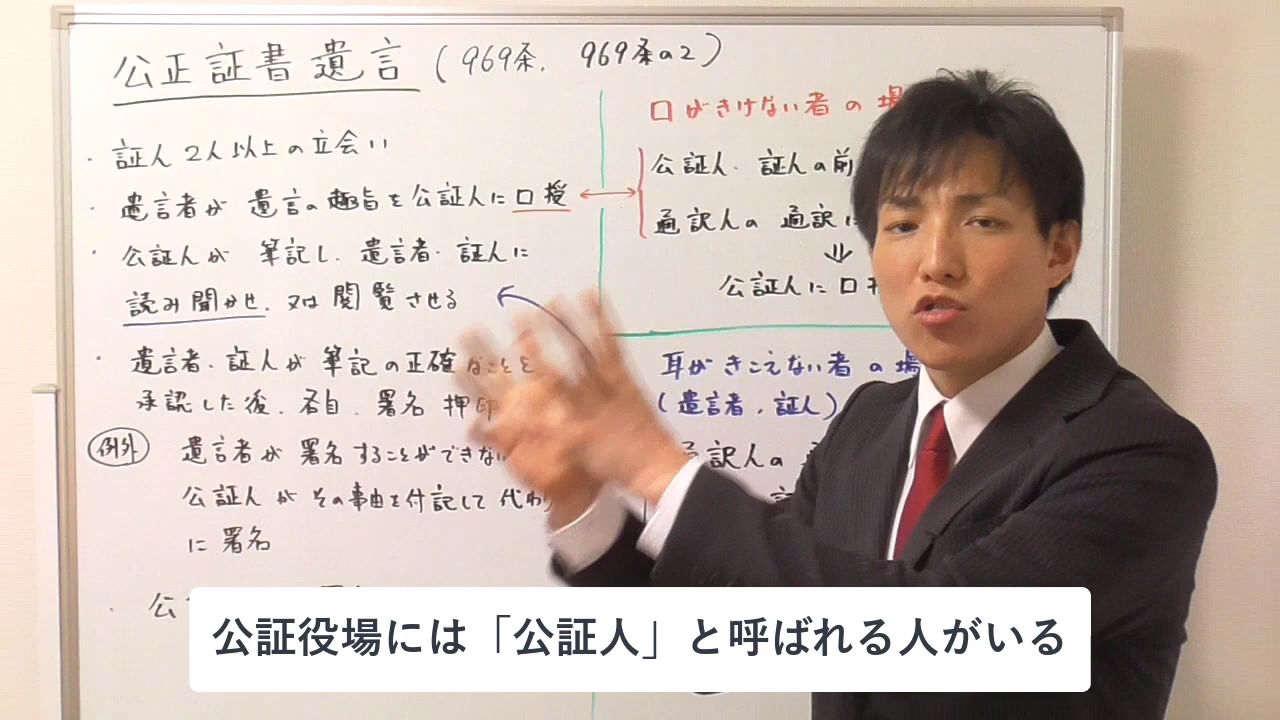 公正証書遺言 (969条、969条の2)
・証人2人以上の立会い
・遺言者が遺言の趣旨を公証人に口授
・公証人が筆記し、遺言者・証人に
読み聞かせ、又は閲覧させる
・遺言者・証人が筆記の正確なことを
承認した後、各自、署名押印
例外 遺言者が署名することができない
公証人がその事由を付記して代わ
に署名
・公
口がきけない者の場
公証人・証人の前
通訳人の通訳に
⇓
公証人に口
耳がきこえない者の場
(遺言者、証人)
通訳人の
公証役場には「公証人」と呼ばれる人がいる